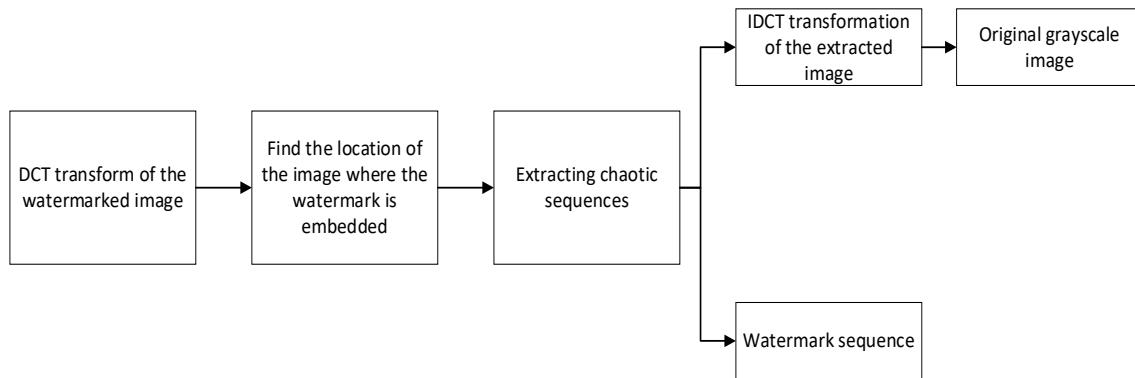 DCT transform of the
watermarked image
Find the location of
the image where the
watermark is
embedded
Extracting chaotic
sequences
IDCT transformation
of the extracted
image
Original grayscale
image
Watermark sequence